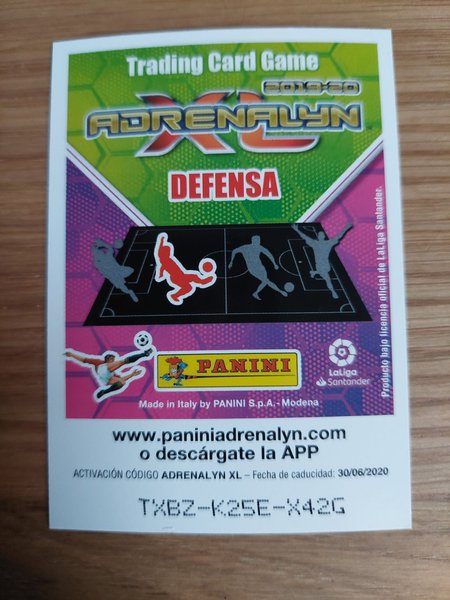 Trading Card Game
2019-20
ADRENALYN
XL
DEFENSA
Producto bajo licencia oficial de LaLiga Santander.
PANINI
LaLiga
Santander
Made in Italy by PANINI S.p.A.- Modena
www.paniniadrenalyn.com
o descárgate la APP
ACTIVACIÓN CÓDIGO ADRENALYN XL – Fecha de caducidad: 30/06/2020
TXBZ-K25E-X42G